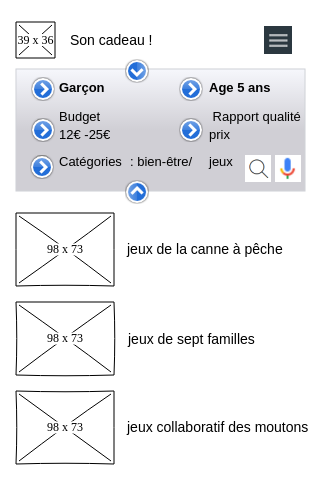 39 x 36 Son cadeau !
Garçon Age 5 ans
Budget Rapport qualité
12€ -25€ prix
Catégories : bien-être/ jeux
98 x 73 jeux de la canne à pêche
98 x 73 jeux de sept familles
98 x 73 jeux collaboratif des moutons